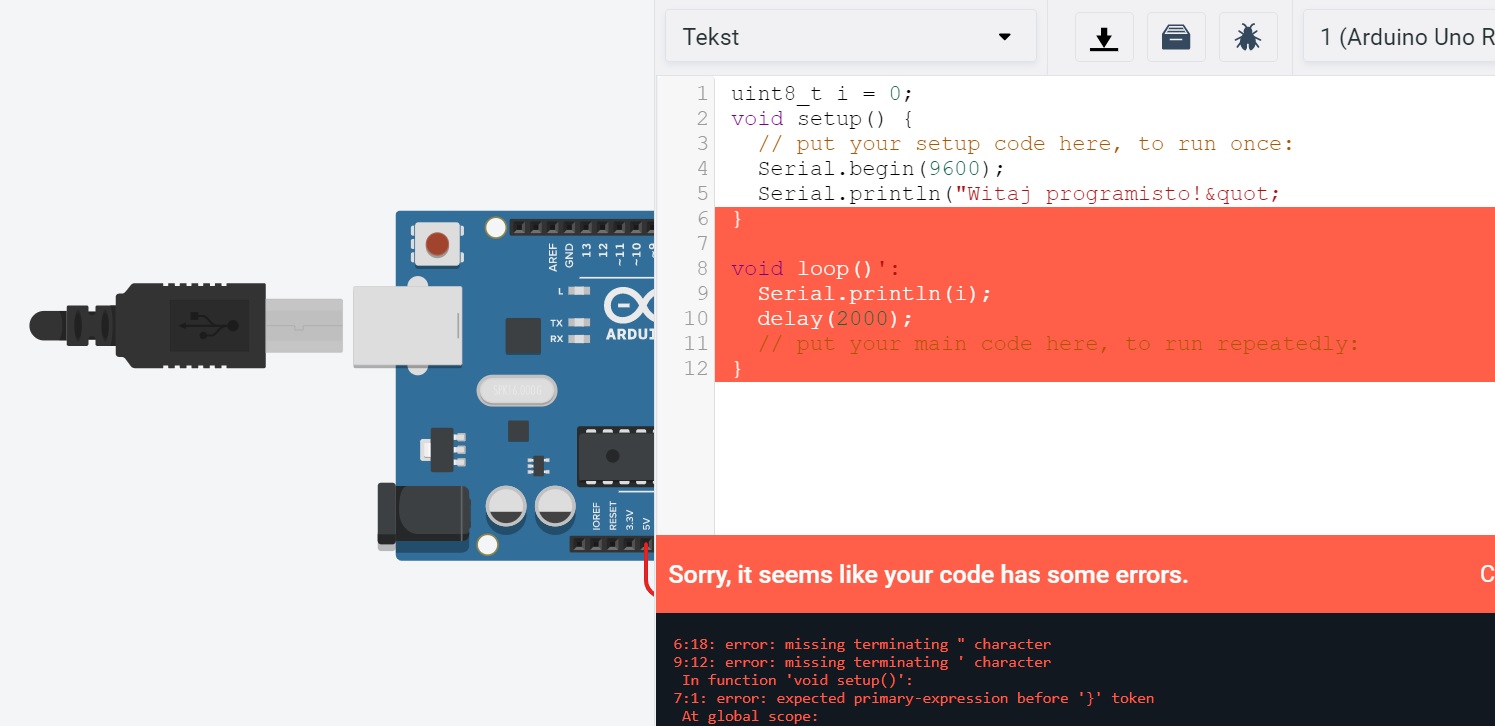 Tekst
1 (Arduino Uno R
1 uint8_t i = 0;
2 void setup() {
3 // put your setup code here, to run once:
4 Serial.begin(9600);
5 Serial.println("Witaj programisto!&quot;
6 }
7
8 void loop()':
9 Serial.println(i);
10 delay(2000);
11 // put your main code here, to run repeatedly:
12 }
AREF
GND
13
12
~11
~10
~9
L
TX
RX
ARDUI
IOREF
RESET
3.3V
5V
Sorry, it seems like your code has some errors.
C
6:18: error: missing terminating " character
9:12: error: missing terminating ' character
In function 'void setup()':
7:1: error: expected primary-expression before '}' token
At global scope: